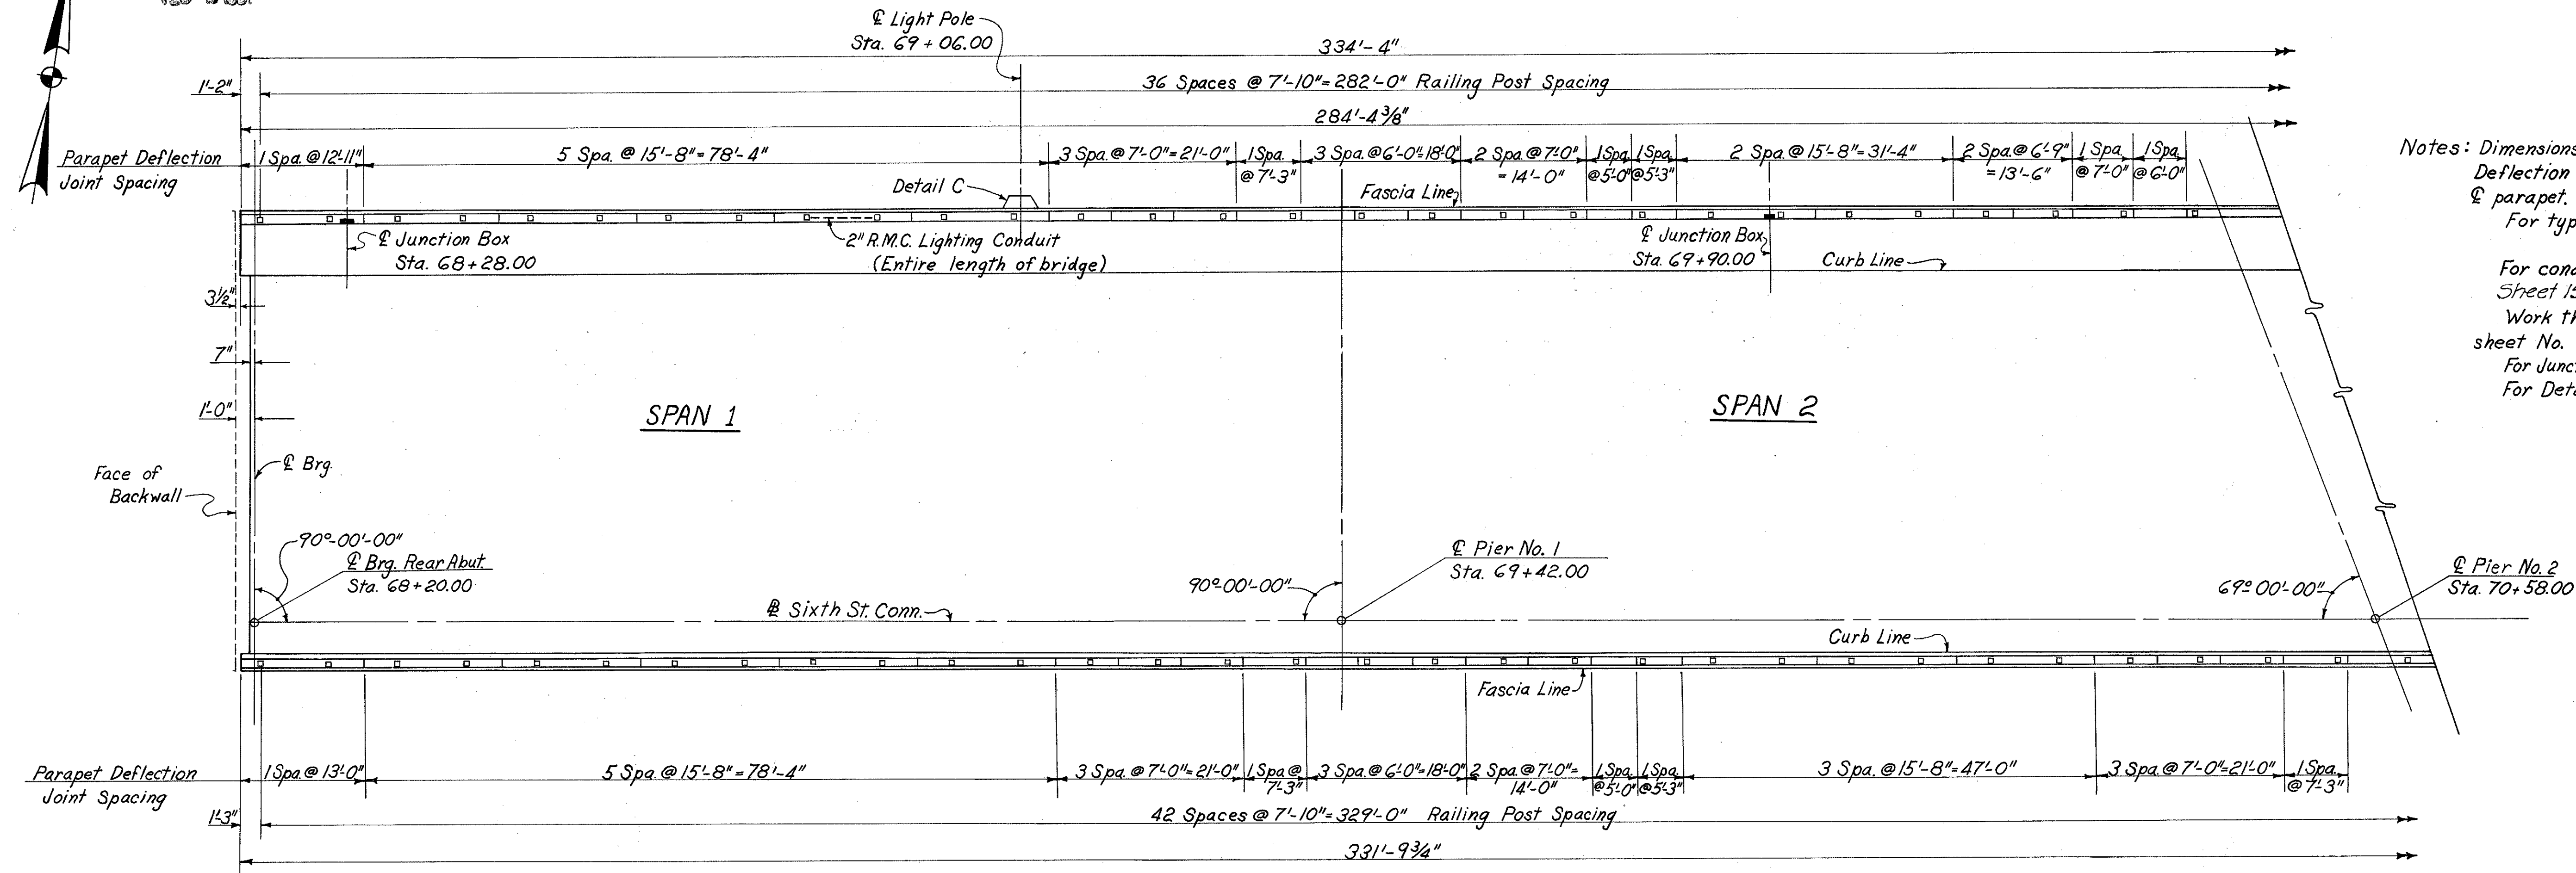 ℄ Light Pole
Sta. 69 + 06.00
334'- 4"
36 Spaces @ 7'-10"= 282'-0" Railing Post Spacing
1'-2"
284'-4 3/8"
Parapet Deflection
Joint Spacing
1 Spa. @ 12'-11"
5 Spa. @ 15'-8" = 78'-4"
3 Spa. @ 7'-0"= 21'-0"
1 Spa.
@ 7'-3"
3 Spa. @ 6'-0"=18'-0"
2 Spa. @ 7'-0"
= 14'-0"
1 Spa.
@5'-0"
1 Spa.
@5'-3"
2 Spa. @ 15'-8"= 31'-4"
2 Spa. @ 6'-9"
= 13'-6"
1 Spa.
@ 7'-0"
1 Spa.
@ 6'-0"
Notes: Dimensions
Deflection
℄ parapet.
For typ
For cond
Sheet 15
Work th
sheet No.
For Junc
For Deta
Detail C
Fascia Line
℄ Junction Box
Sta. 68+28.00
2" R.M.C. Lighting Conduit
(Entire length of bridge)
℄ Junction Box
Sta. 69+90.00
Curb Line
3½"
7"
1'-0"
SPAN 1
SPAN 2
℄ Brg.
Face of
Backwall
90°-00'-00"
℄ Brg. Rear Abut.
Sta. 68+20.00
℄ Pier No. 1
Sta. 69+42.00
90°-00'-00"
℄ Pier No. 2
Sta. 70+58.00
69°00'-00"
Sixth St. Conn.
Curb Line
Fascia Line
Parapet Deflection
Joint Spacing
1 Spa. @ 13'-0"
5 Spa. @ 15'-8"= 78'-4"
3 Spa. @ 7'-0"= 21'-0"
1 Spa @
7'-3"
3 Spa. @ 6'-0"=18'-0"
2 Spa. @ 7'-0"=
14'-0"
1 Spa.
@5'-0"
1 Spa.
@5'-3"
3 Spa. @ 15'-8"= 47'-0"
3 Spa. @ 7'-0"=21'-0"
1 Spa.
@ 7'-3"
1'-3"
42 Spaces @ 7'-10"= 329'-0" Railing Post Spacing
331'-9¾"